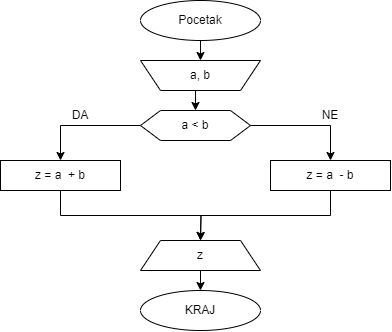 Pocetak
a, b
a < b
DA
NE
z = a + b
z = a - b
z
KRAJ